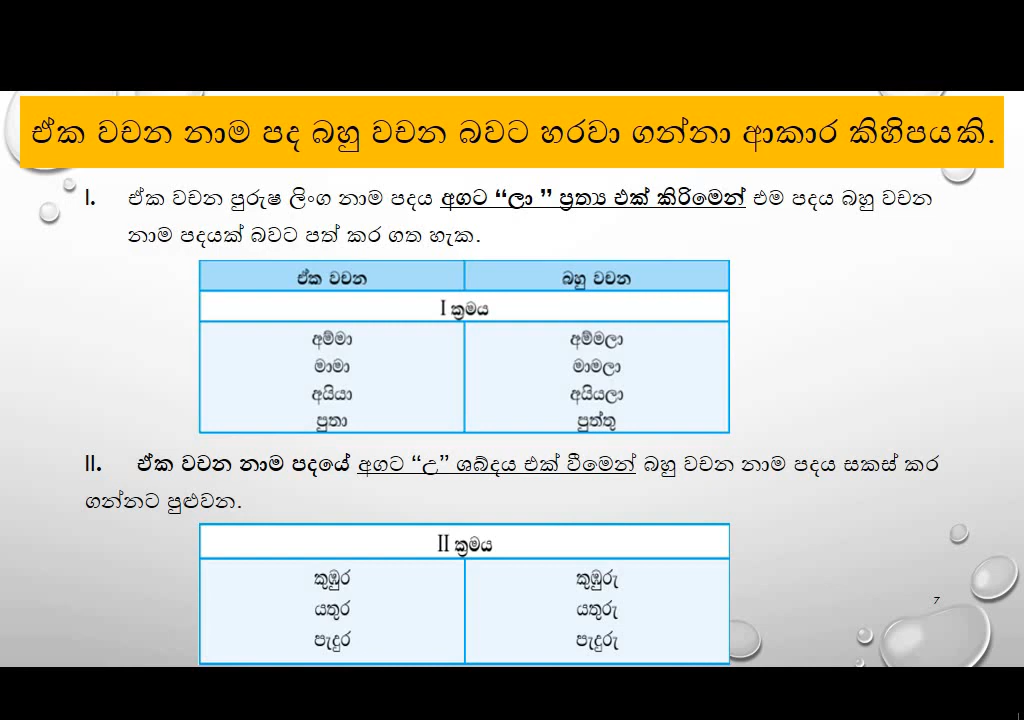 ඒක වචන නාම පද බහු වචන බවට හරවා ගන්නා ආකාර කිහිපයකි.
I. ඒක වචන පුරුෂ ලිංග නාම පදය අගට “ලා ” ප්‍රත්‍ය එක් කිරිමෙන් එම පදය බහු වචන
නාම පදයක් බවට පත් කර ගත හැක.
ඒක වචන බහු වචන
I ක්‍රමය
අම්මා අම්මලා
මාමා මාමලා
අයියා අයියලා
පුතා පුත්තු
II. ඒක වචන නාම පදයේ අගට “උ” ශබ්දය එක් වීමෙන් බහු වචන නාම පදය සකස් කර
ගන්නට පුළුවන.
II ක්‍රමය
කුඹුර කුඹුරු
යතුර යතුරු
පැදුර පැදුරු
7